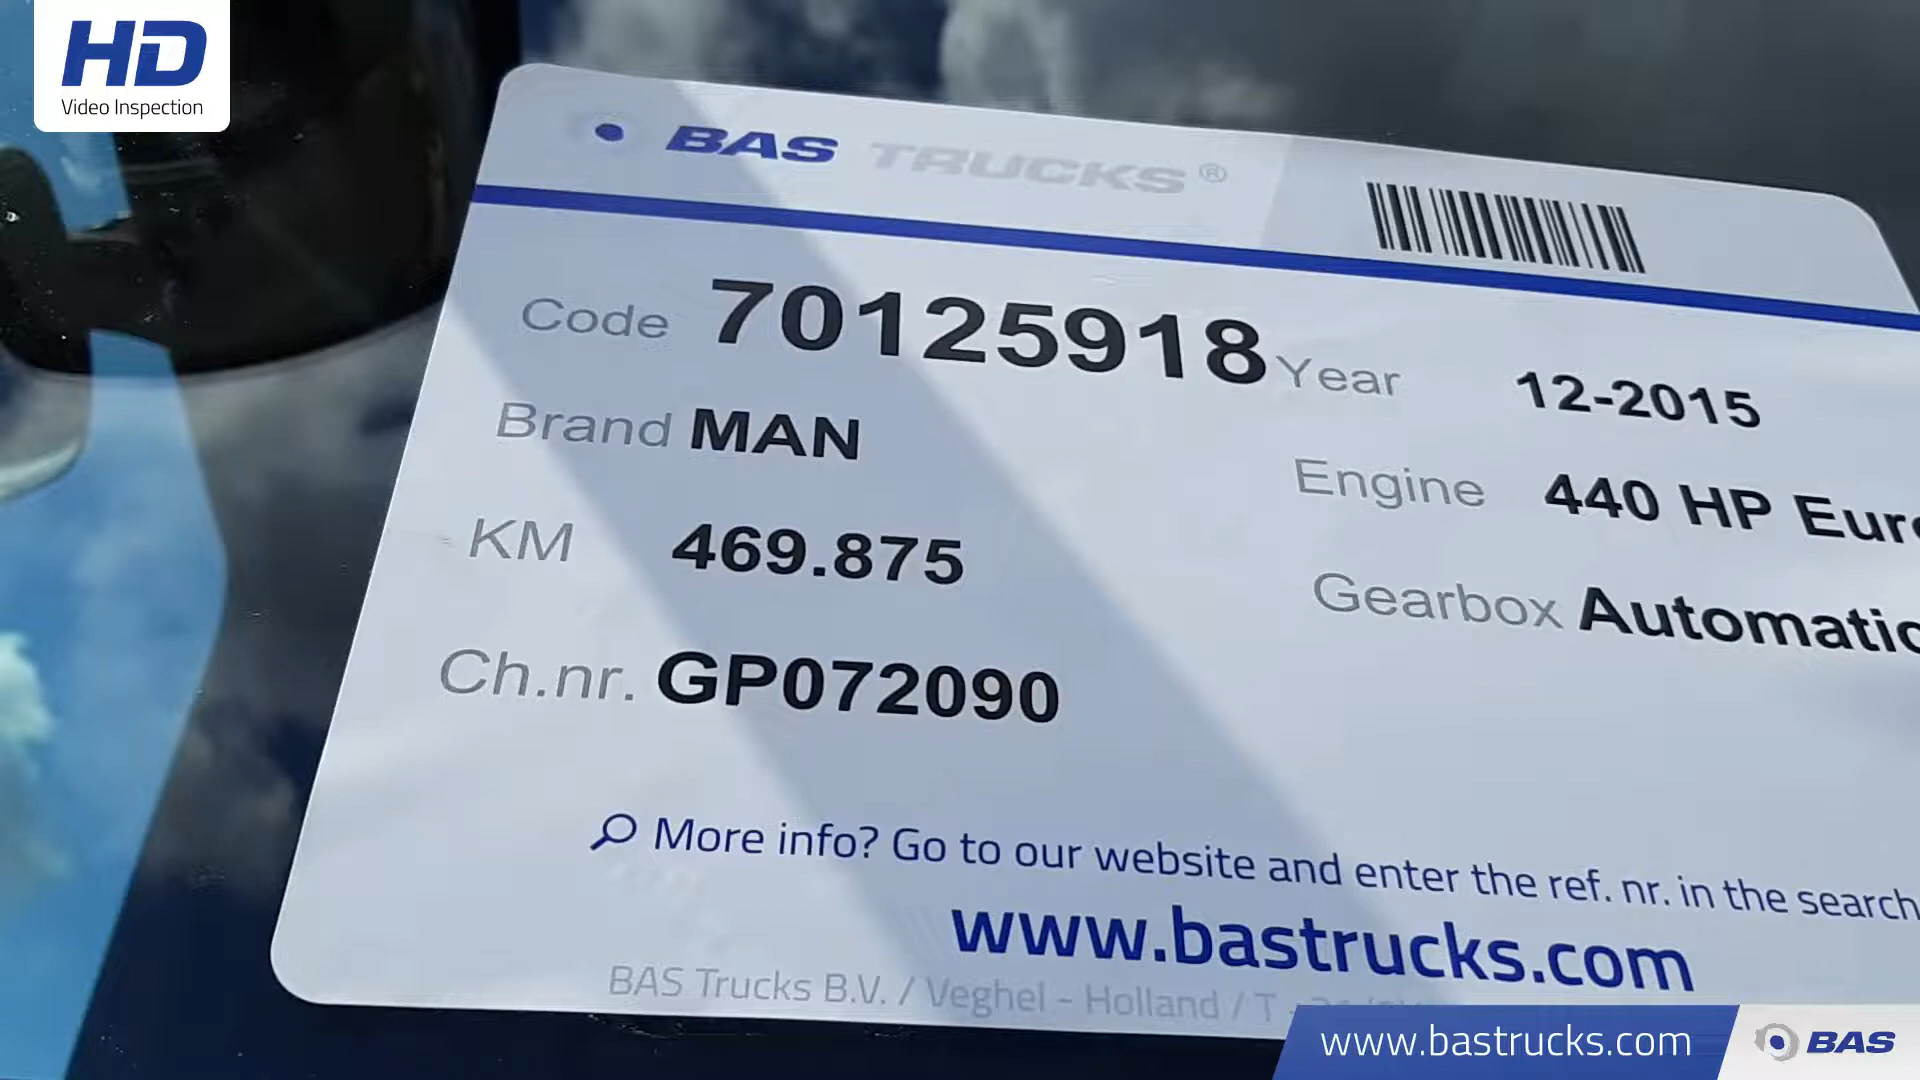 HD
Video Inspection
BAS TRUCKS®
Code 70125918 Year 12-2015
Brand MAN
Engine 440 HP
KM 469.875
Gearbox Automatic
Ch.nr. GP072090
More info? Go to our website and enter the ref. nr. in the search
www.bastrucks.com
BAS Trucks B.V. / Veghel - Holland / T
www.bastrucks.com
BAS